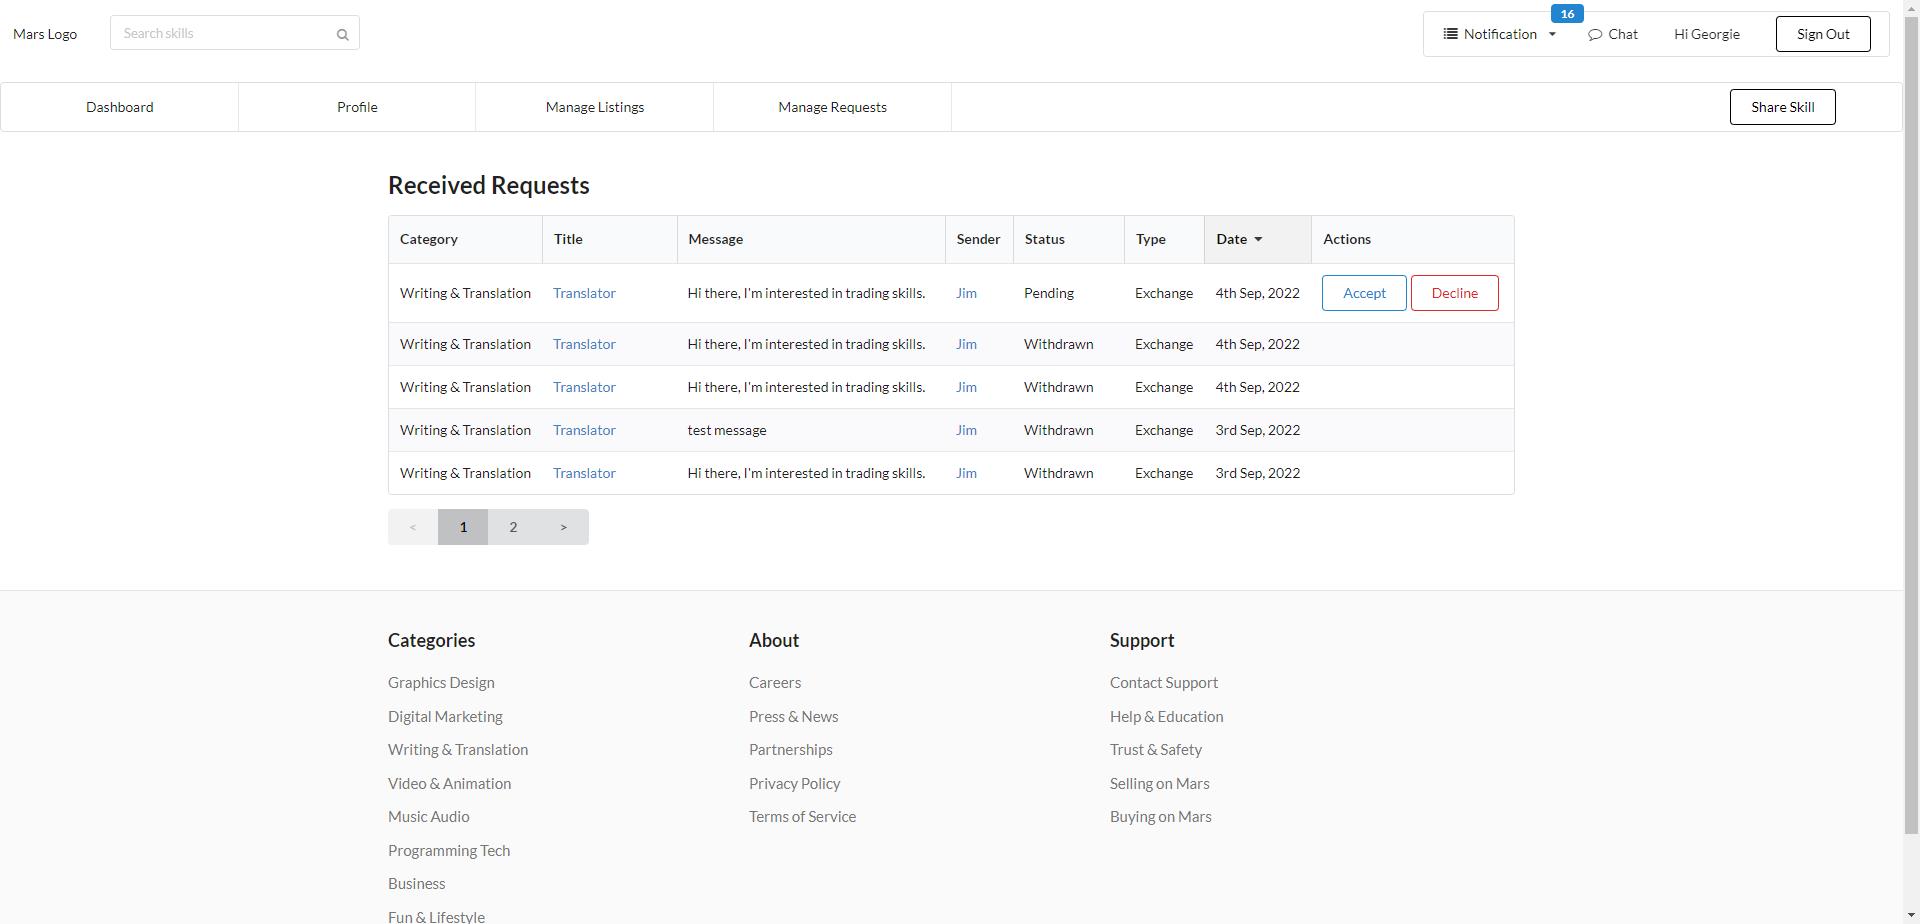 Mars Logo
Search skills
16
Notification
Chat
Hi Georgie
Sign Out
Dashboard
Profile
Manage Listings
Manage Requests
Share Skill
Received Requests
Category Title Message Sender Status Type Date Actions
Writing & Translation Translator Hi there, I'm interested in trading skills. Jim Pending Exchange 4th Sep, 2022 Accept Decline
Writing & Translation Translator Hi there, I'm interested in trading skills. Jim Withdrawn Exchange 4th Sep, 2022
Writing & Translation Translator Hi there, I'm interested in trading skills. Jim Withdrawn Exchange 4th Sep, 2022
Writing & Translation Translator test message Jim Withdrawn Exchange 3rd Sep, 2022
Writing & Translation Translator Hi there, I'm interested in trading skills. Jim Withdrawn Exchange 3rd Sep, 2022
< 1 2 >
Categories
Graphics Design
Digital Marketing
Writing & Translation
Video & Animation
Music Audio
Programming Tech
Business
Fun & Lifestyle
About
Careers
Press & News
Partnerships
Privacy Policy
Terms of Service
Support
Contact Support
Help & Education
Trust & Safety
Selling on Mars
Buying on Mars